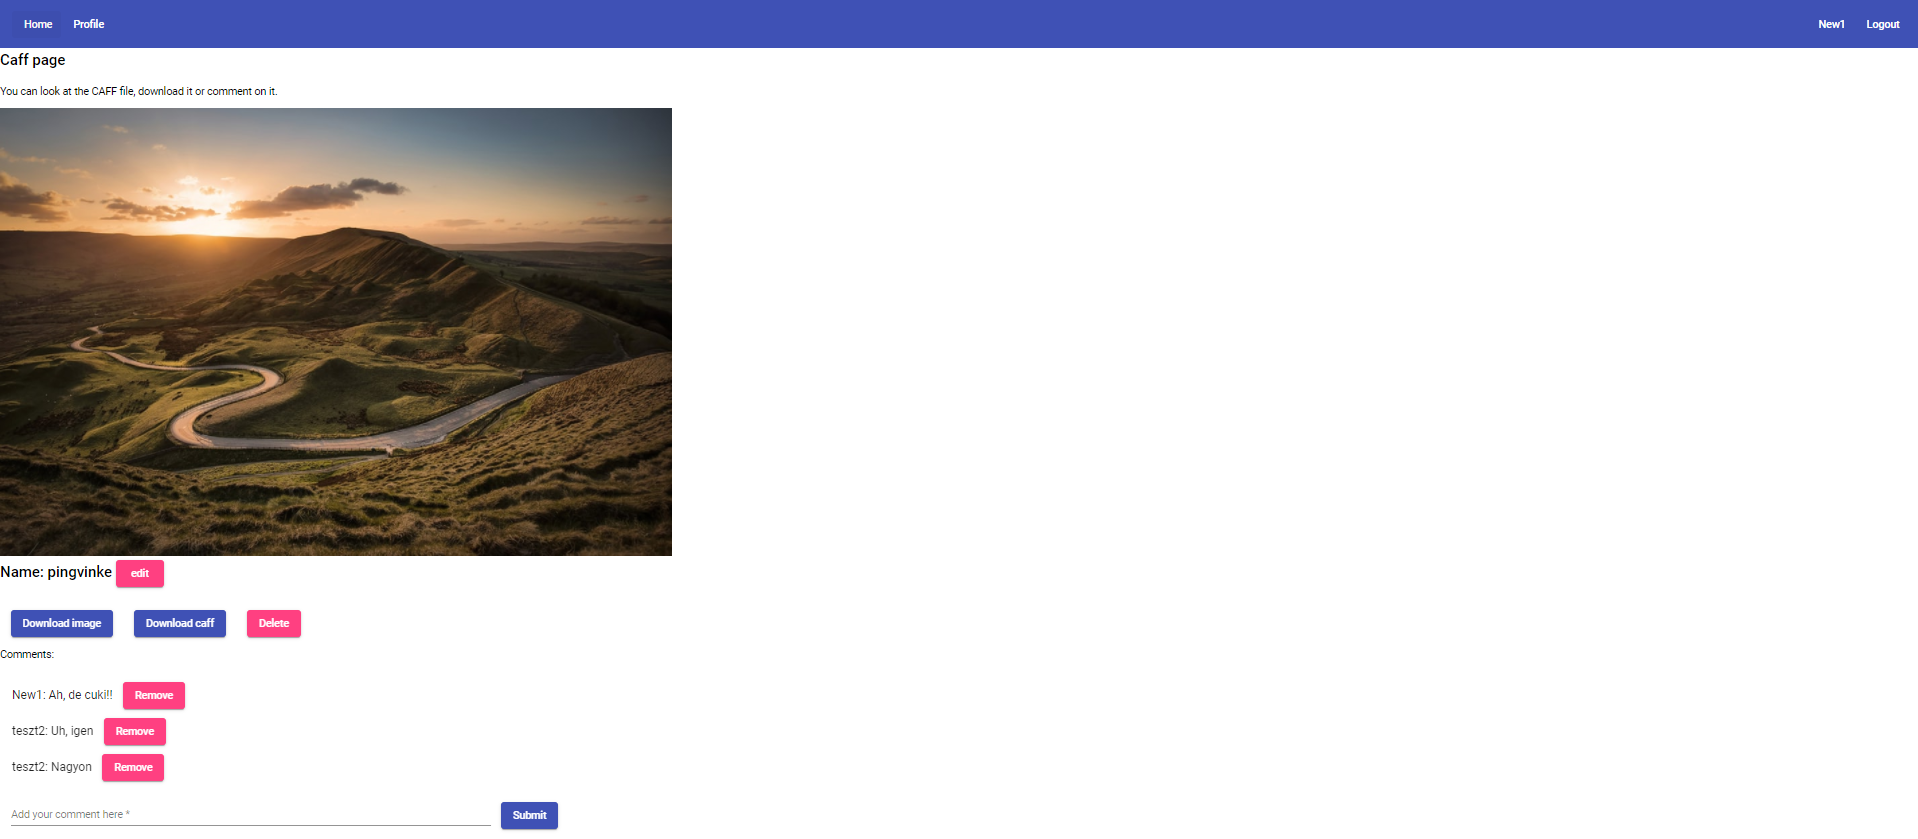 Home Profile New1 Logout
Caff page
You can look at the CAFF file, download it or comment on it.
Name: pingvinke edit
Download image Download caff Delete
Comments:
New1: Ah, de cuki!! Remove
teszt2: Uh, igen Remove
teszt2: Nagyon Remove
Add your comment here * Submit